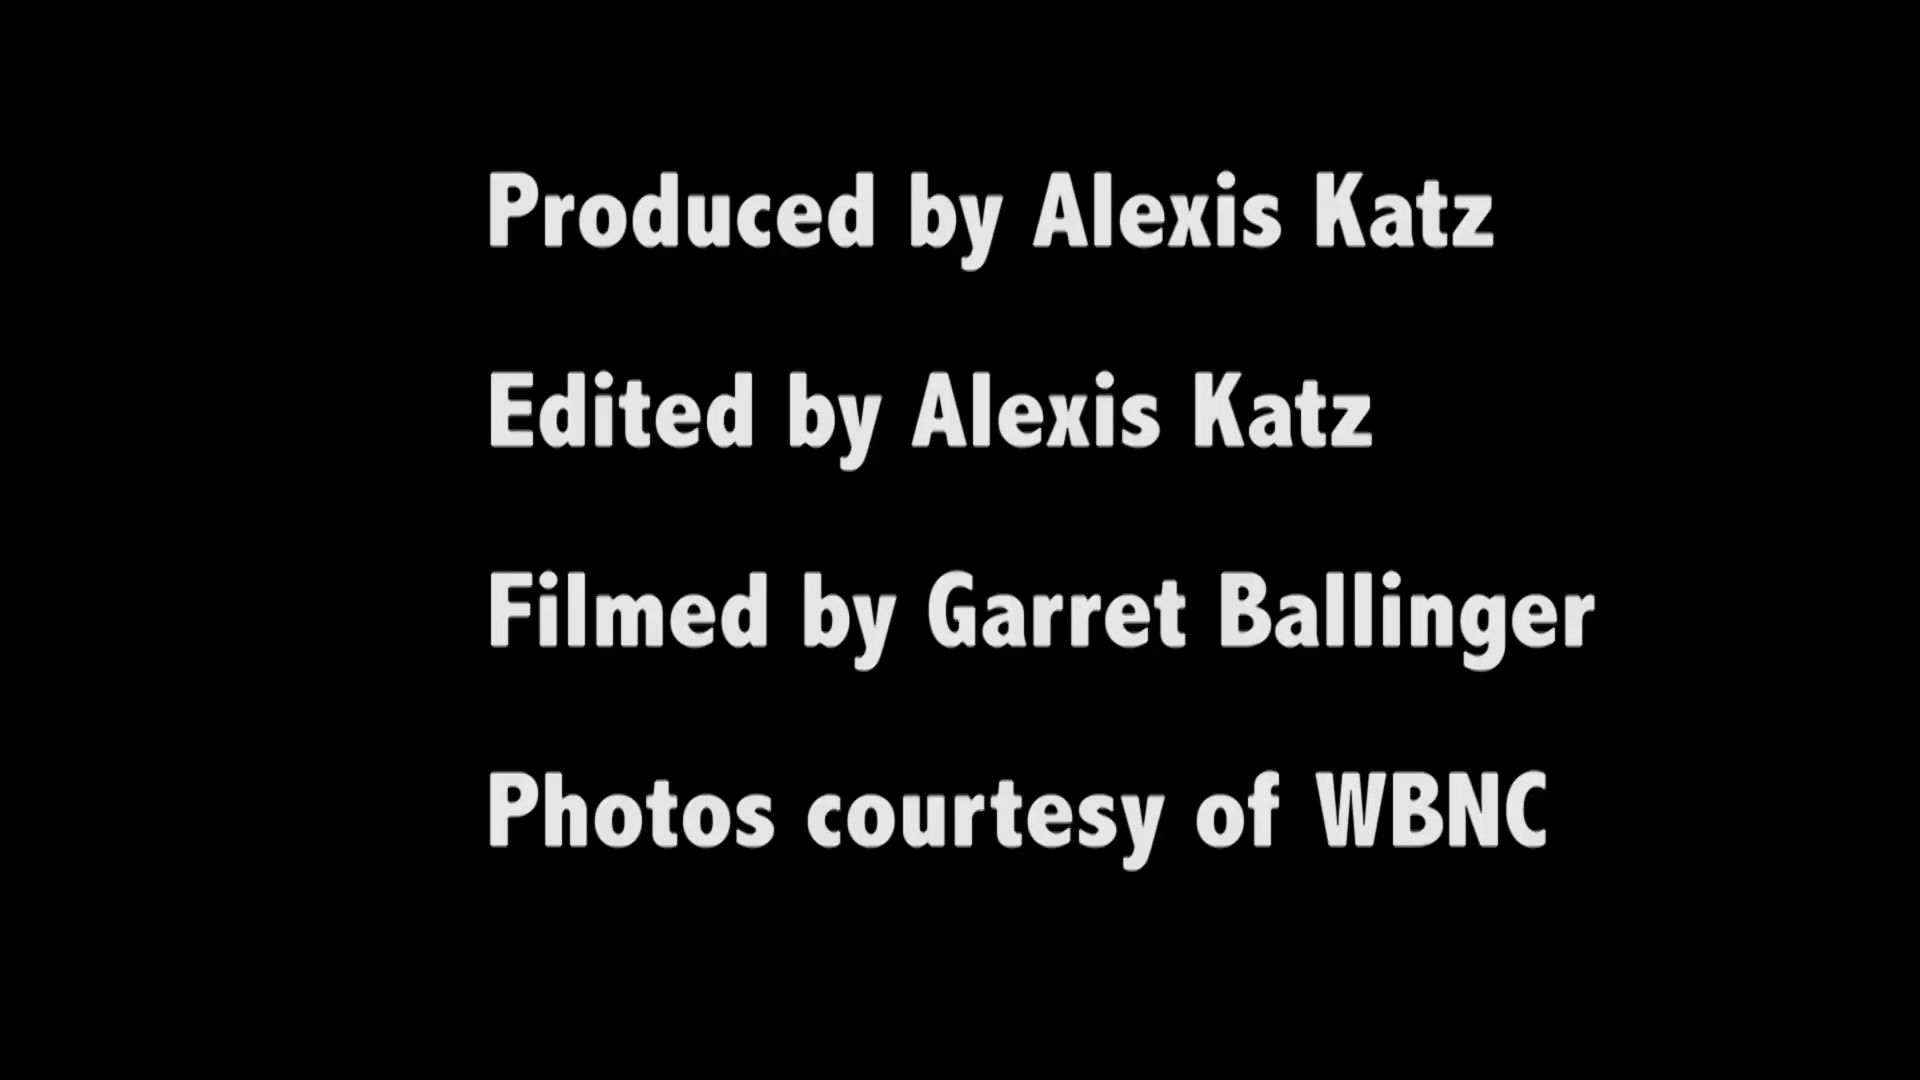 Produced by Alexis Katz
Edited by Alexis Katz
Filmed by Garret Ballinger
Photos courtesy of WBNC